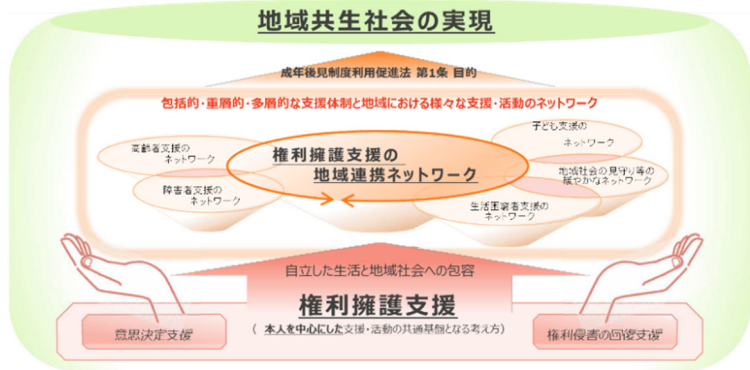 地域共生社会の実現
成年後見制度利用促進法 第1条 目的
包括的・重層的・多層的な支援体制と地域における様々な支援・活動のネットワーク
高齢者支援の
ネットワーク
障害者支援の
ネットワーク
権利擁護支援の
地域連携ネットワーク
子ども支援の
ネットワーク
地域社会の見守り等の
緩やかなネットワーク
生活困窮者支援の
ネットワーク
自立した生活と地域社会への包容
権利擁護支援
（ 本人を中心にした支援・活動の共通基盤となる考え方）
意思決定支援
権利侵害の回復支援